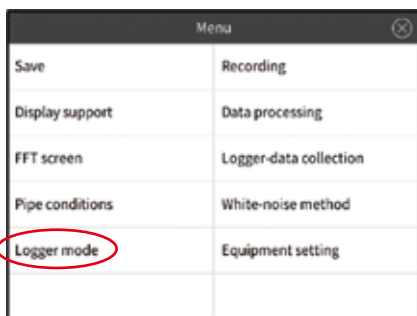 Menu
Save
Recording
Display support
Data processing
FFT screen
Logger-data collection
Pipe conditions
White-noise method
Logger mode
Equipment setting